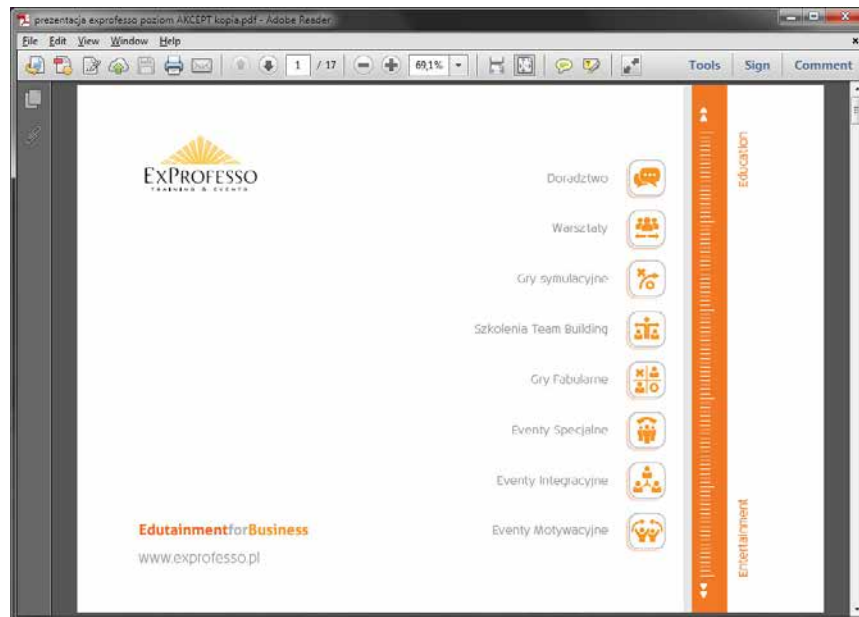 prezentacja exprofesso poziom AKCEPT kopia.pdf - Adobe Reader
File Edit View Window Help
1 / 17 69,1% Tools Sign Comment
EXPROFESSO
TRAINING & EVENTS
Doradztwo
Warsztaty
Gry symulacyjne
Szkolenia Team Building
Gry Fabularne
Eventy Specjalne
Eventy Integracyjne
Eventy Motywacyjne
EdutainmentforBusiness
www.exprofesso.pl
Education
Entertainment